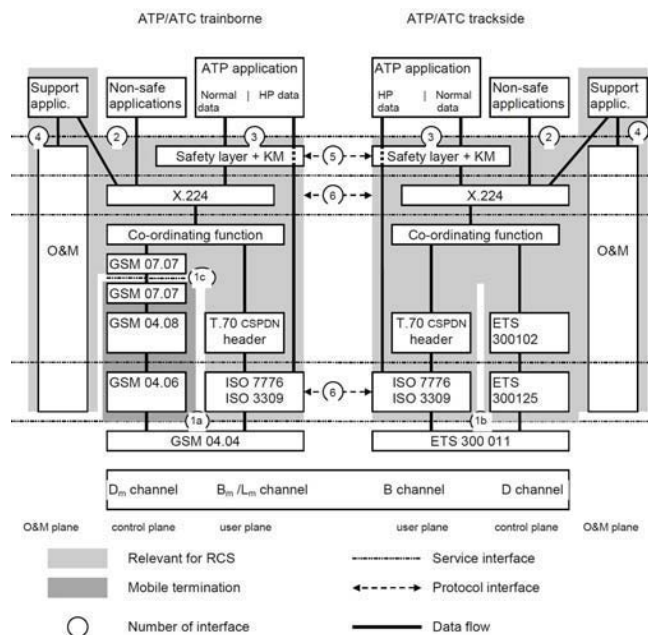 ATP/ATC trainborne
ATP/ATC trackside
Support
applic.
Non-safe
applications
ATP application
Normal
data
|
HP data
ATP application
HP
data
|
Normal
data
Non-safe
applications
Support
applic.
4
2
3
3
2
4
Safety layer + KM
5
Safety layer + KM
X.224
6
X.224
O&M
Co-ordinating function
Co-ordinating function
O&M
GSM 07.07
1c
GSM 07.07
GSM 04.08
T.70 CSPDN
header
T.70 CSPDN
header
ETS
300102
GSM 04.06
ISO 7776
ISO 3309
6
ISO 7776
ISO 3309
ETS
300125
1a
1b
GSM 04.04
ETS 300 011
Dm channel
Bm /Lm channel
B channel
D channel
O&M plane
control plane
user plane
user plane
control plane
O&M plane
Relevant for RCS
Service interface
Mobile termination
Protocol interface
Number of interface
Data flow